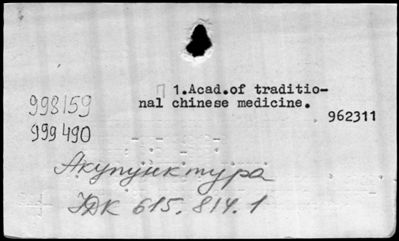 1.Acad.of traditio-
nal chinese medicine.
962311
998159
999490
Акупунктура
УДК 615.814.1